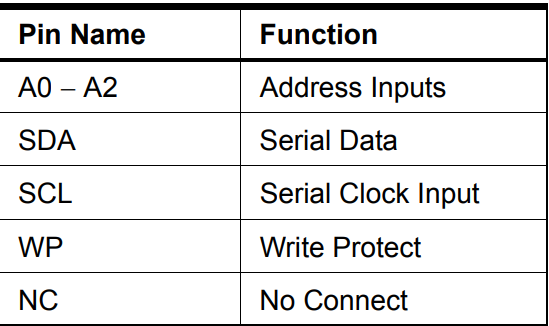 Pin Name Function
A0 – A2 Address Inputs
SDA Serial Data
SCL Serial Clock Input
WP Write Protect
NC No Connect